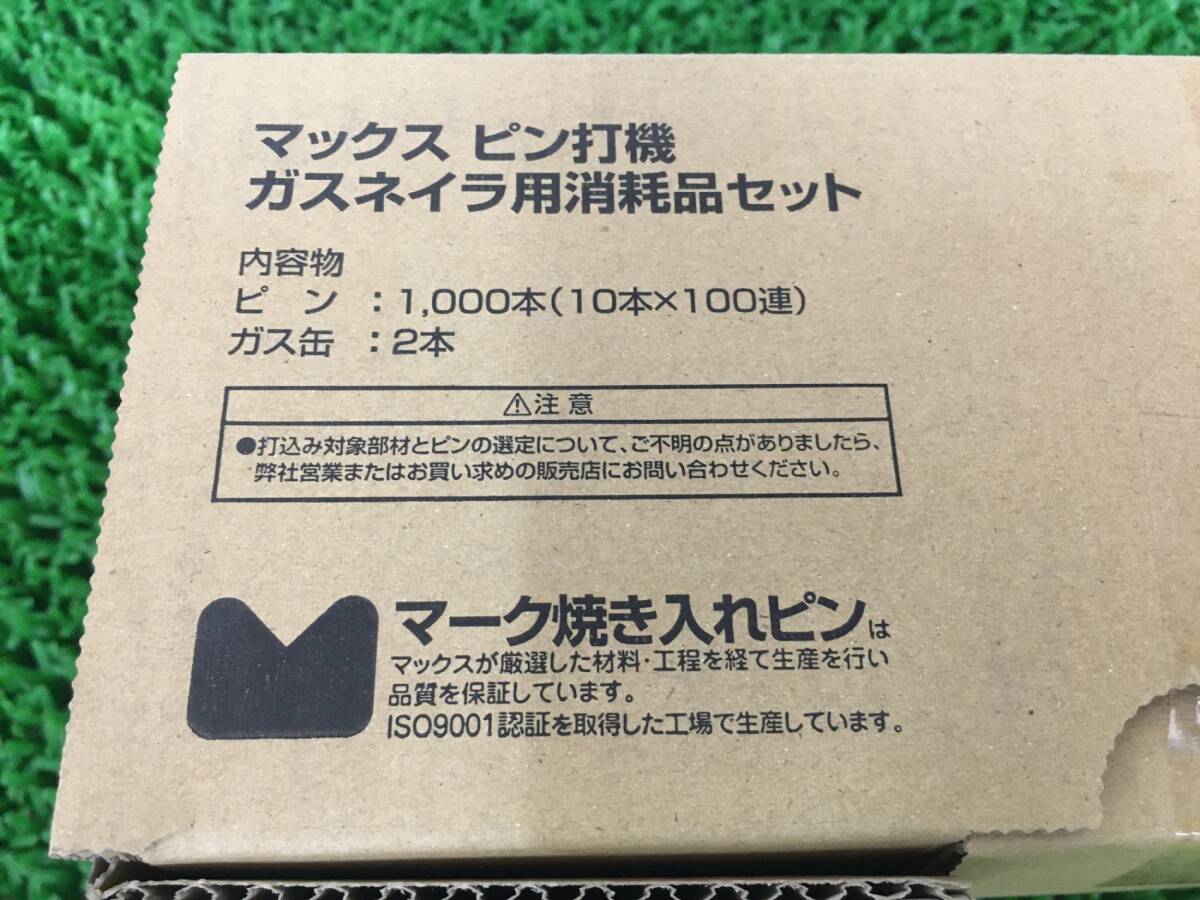 マックス ピン打機
ガスネイラ用消耗品セット
内容物
ピン : 1,000本(10本×100連)
ガス缶 : 2本
⚠注意
●打込み対象部材とピンの選定について、ご不明の点がありましたら、
弊社営業またはお買い求めの販売店にお問い合わせください。
マーク焼き入れピンは
マックスが厳選した材料・工程を経て生産を行い
品質を保証しています。
ISO9001認証を取得した工場で生産しています。